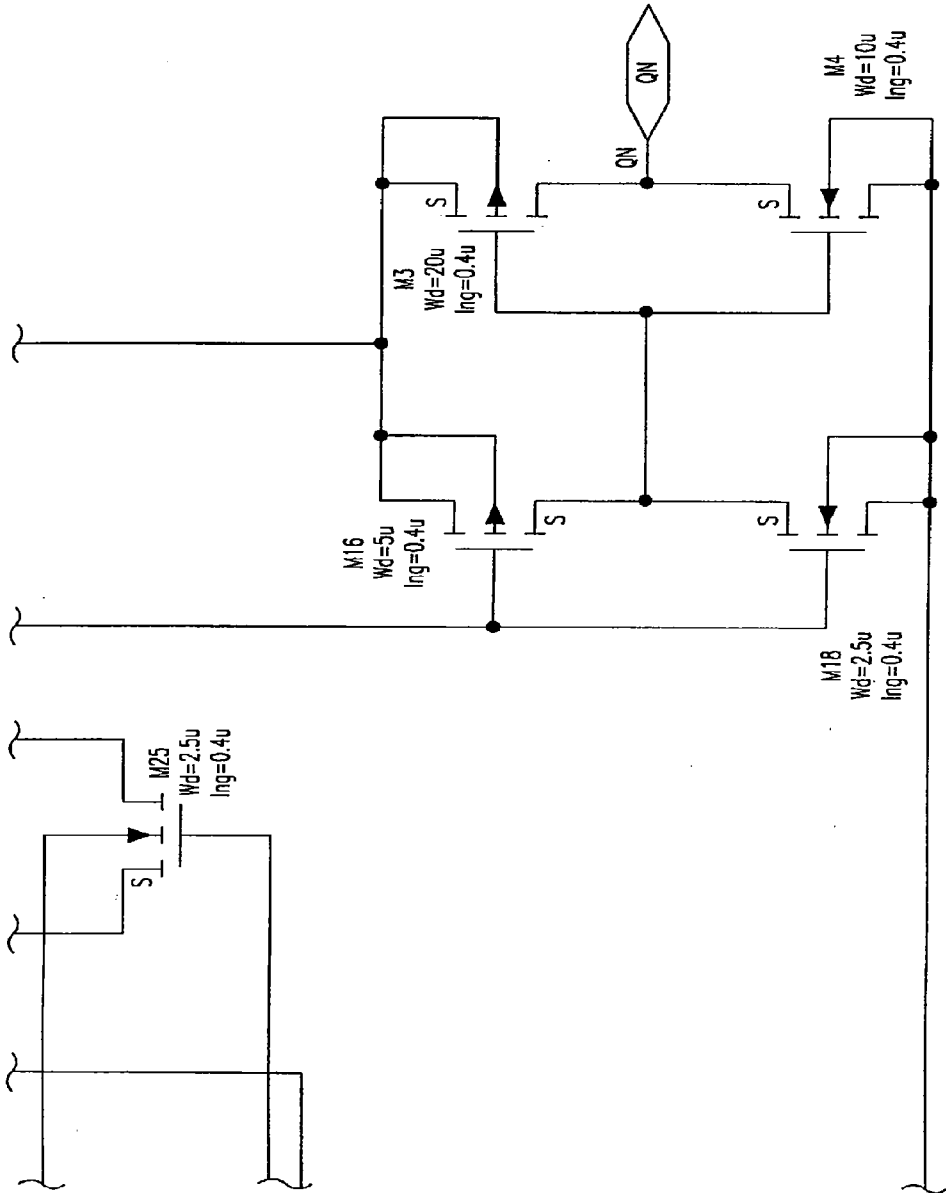 QN
QN
M4
Wd=10u
lng=0.4u
S
S
M3
Wd=20u
lng=0.4u
M16
Wd=5u
lng=0.4u
S
S
M18
Wd=2.5u
lng=0.4u
M25
Wd=2.5u
lng=0.4u
S